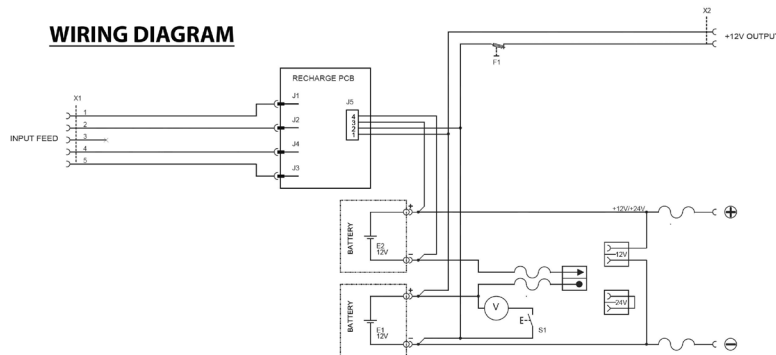 WIRING DIAGRAM
X2
+12V OUTPUT
F1
RECHARGE PCB
X1
J1
J5
1
4
3
2
1
2
J2
INPUT FEED
3
4
J4
5
J3
+
+12V/+24V
BATTERY
E2
12V
-
12V
24V
+
BATTERY
V
E1
12V
S1
-